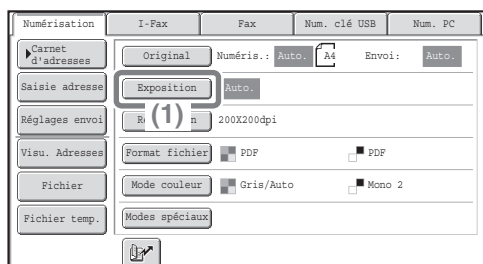 Numérisation I-Fax Fax Num. clé USB Num. PC
Carnet d'adresses
Original Numéris.: Auto. A4 Envoi: Auto.
Saisie adresse Exposition Auto.
Réglages envoi (1) 200X200dpi
Visu. Adresses Format fichier PDF PDF
Fichier Mode couleur Gris/Auto Mono 2
Fichier temp. Modes spéciaux